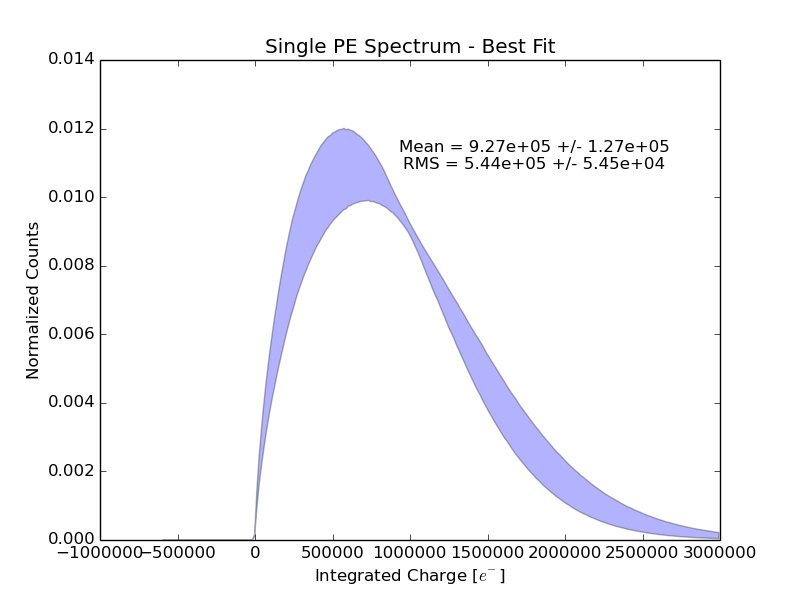 Single PE Spectrum - Best Fit
0.014
0.012
Mean = 9.27e+05 +/- 1.27e+05
RMS = 5.44e+05 +/- 5.45e+04
0.010
0.008
Normalized Counts
0.006
0.004
0.002
0.000
−1000000 −500000 0 500000 1000000 1500000 2000000 2500000 3000000
Integrated Charge [e⁻]